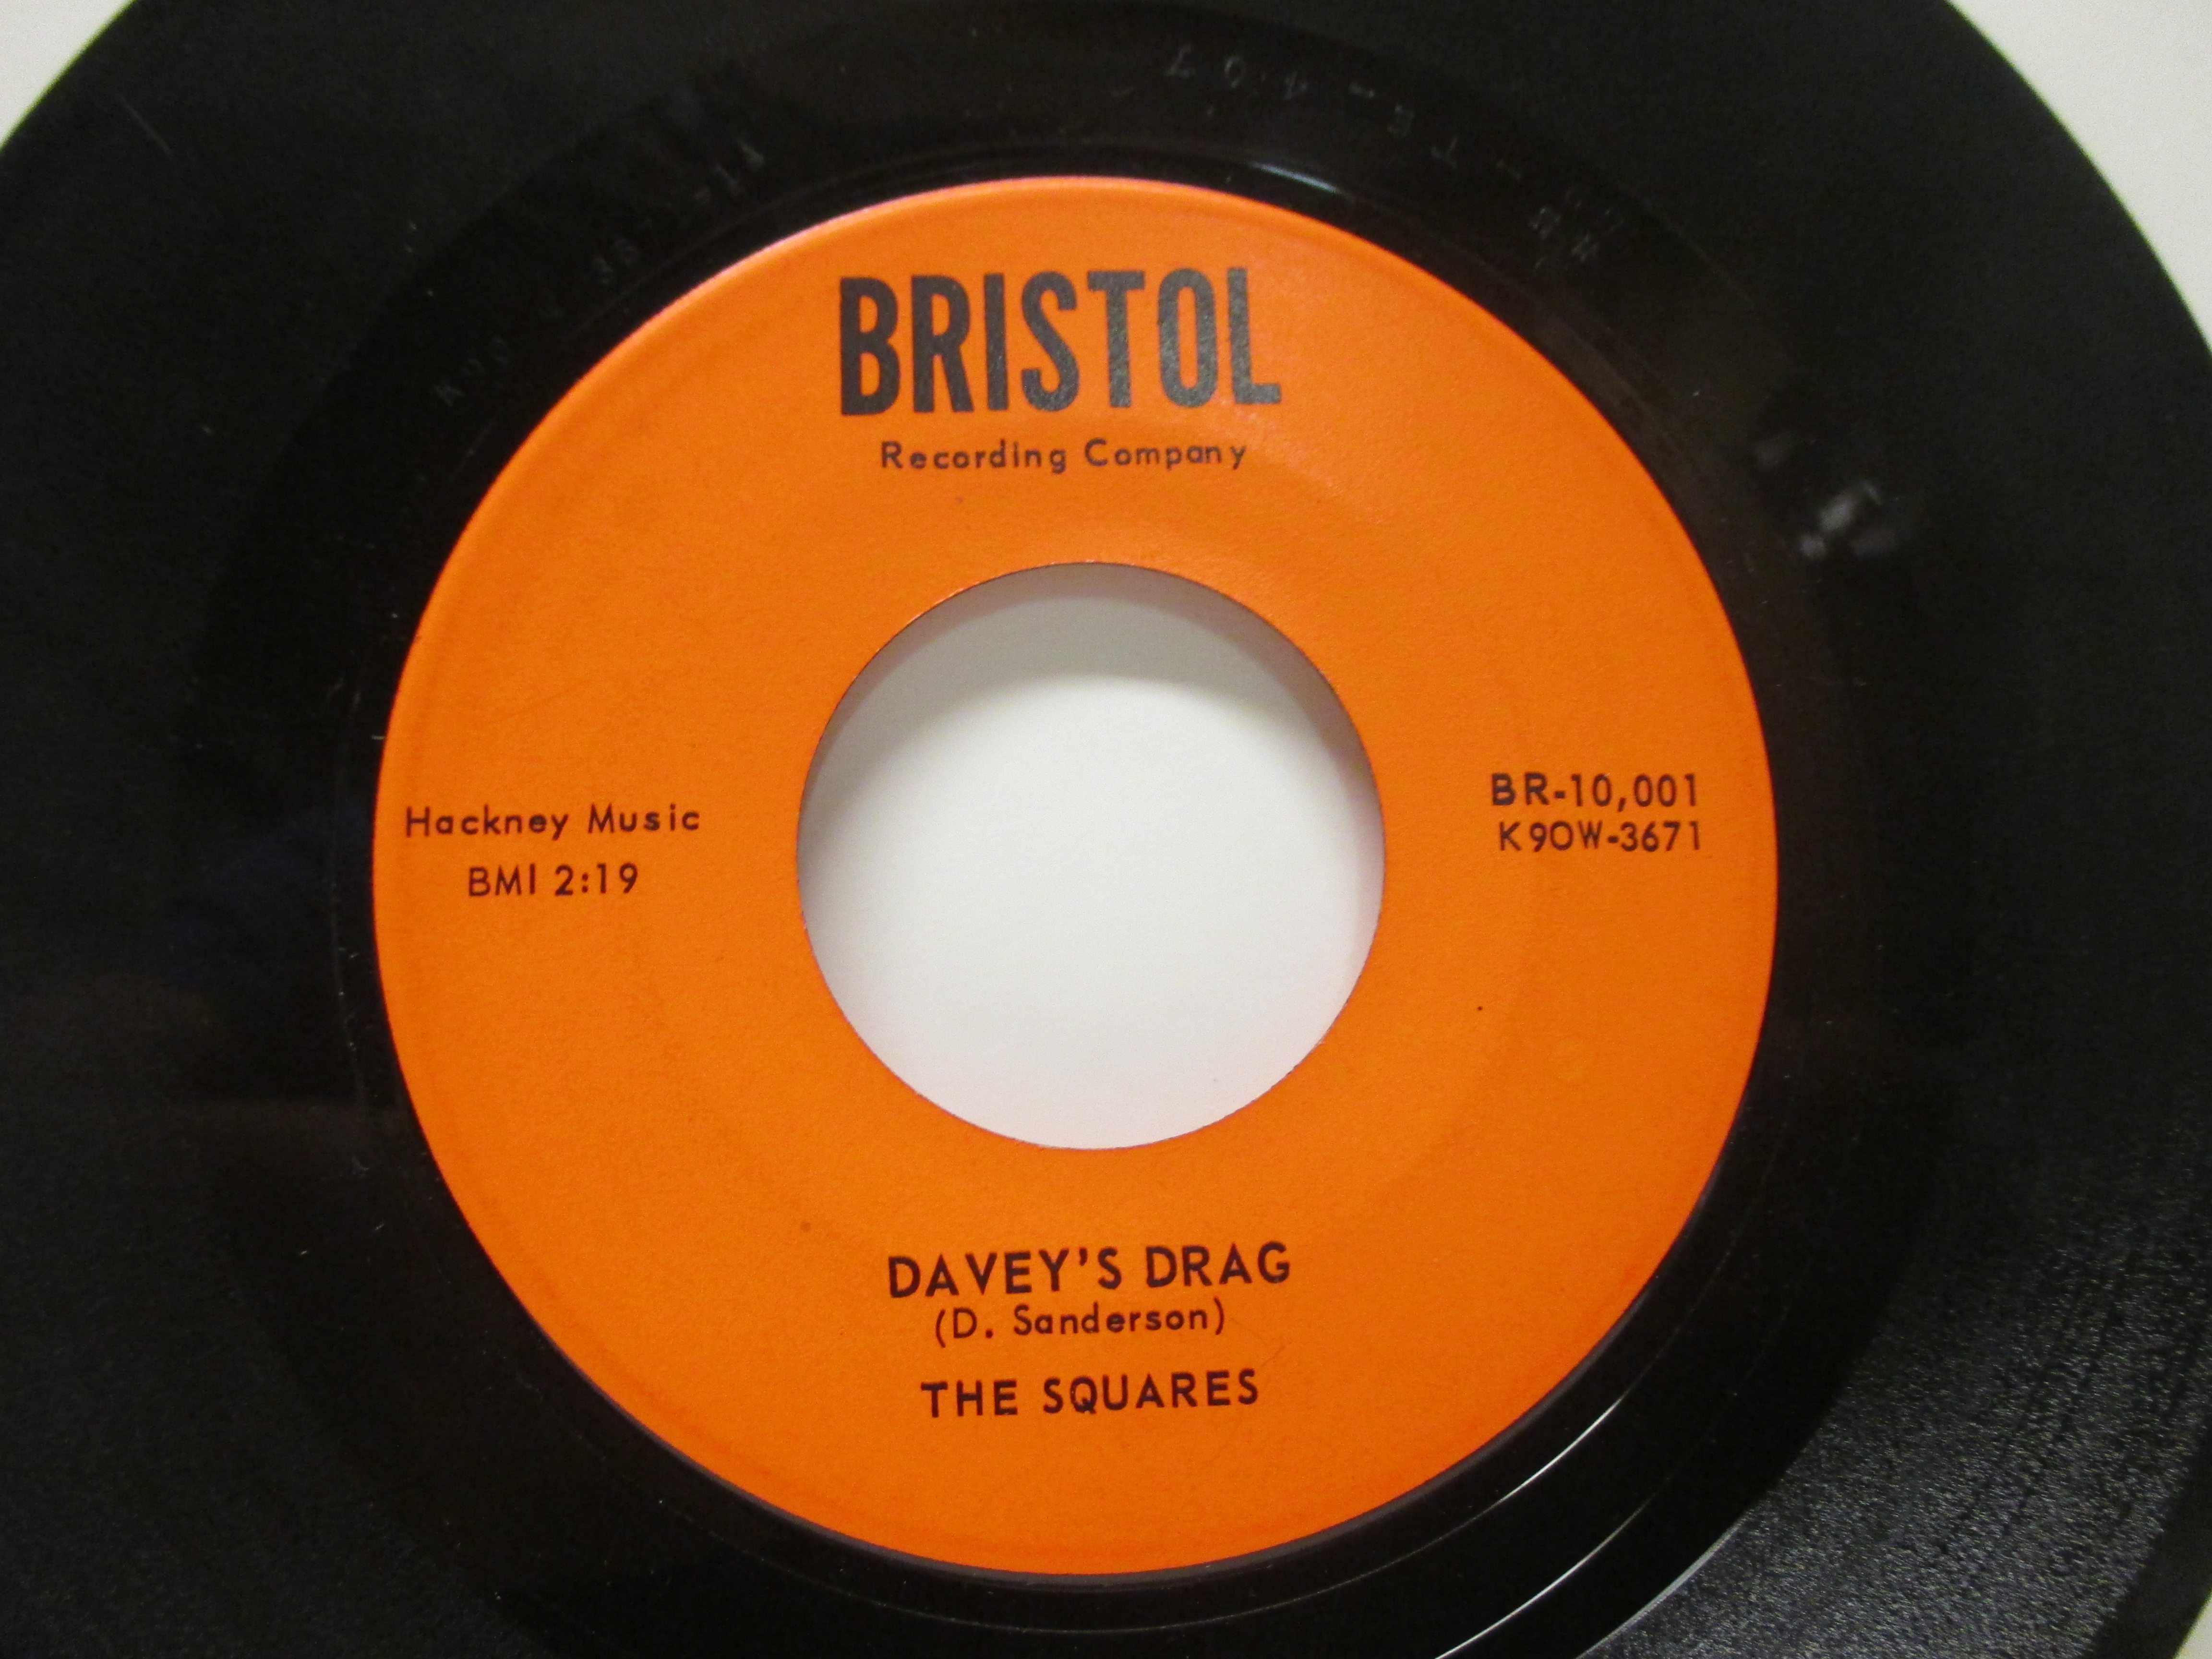 BRISTOL
Recording Company
Hackney Music
BMI 2:19
BR-10,001
K9OW-3671
DAVEY'S DRAG
(D. Sanderson)
THE SQUARES